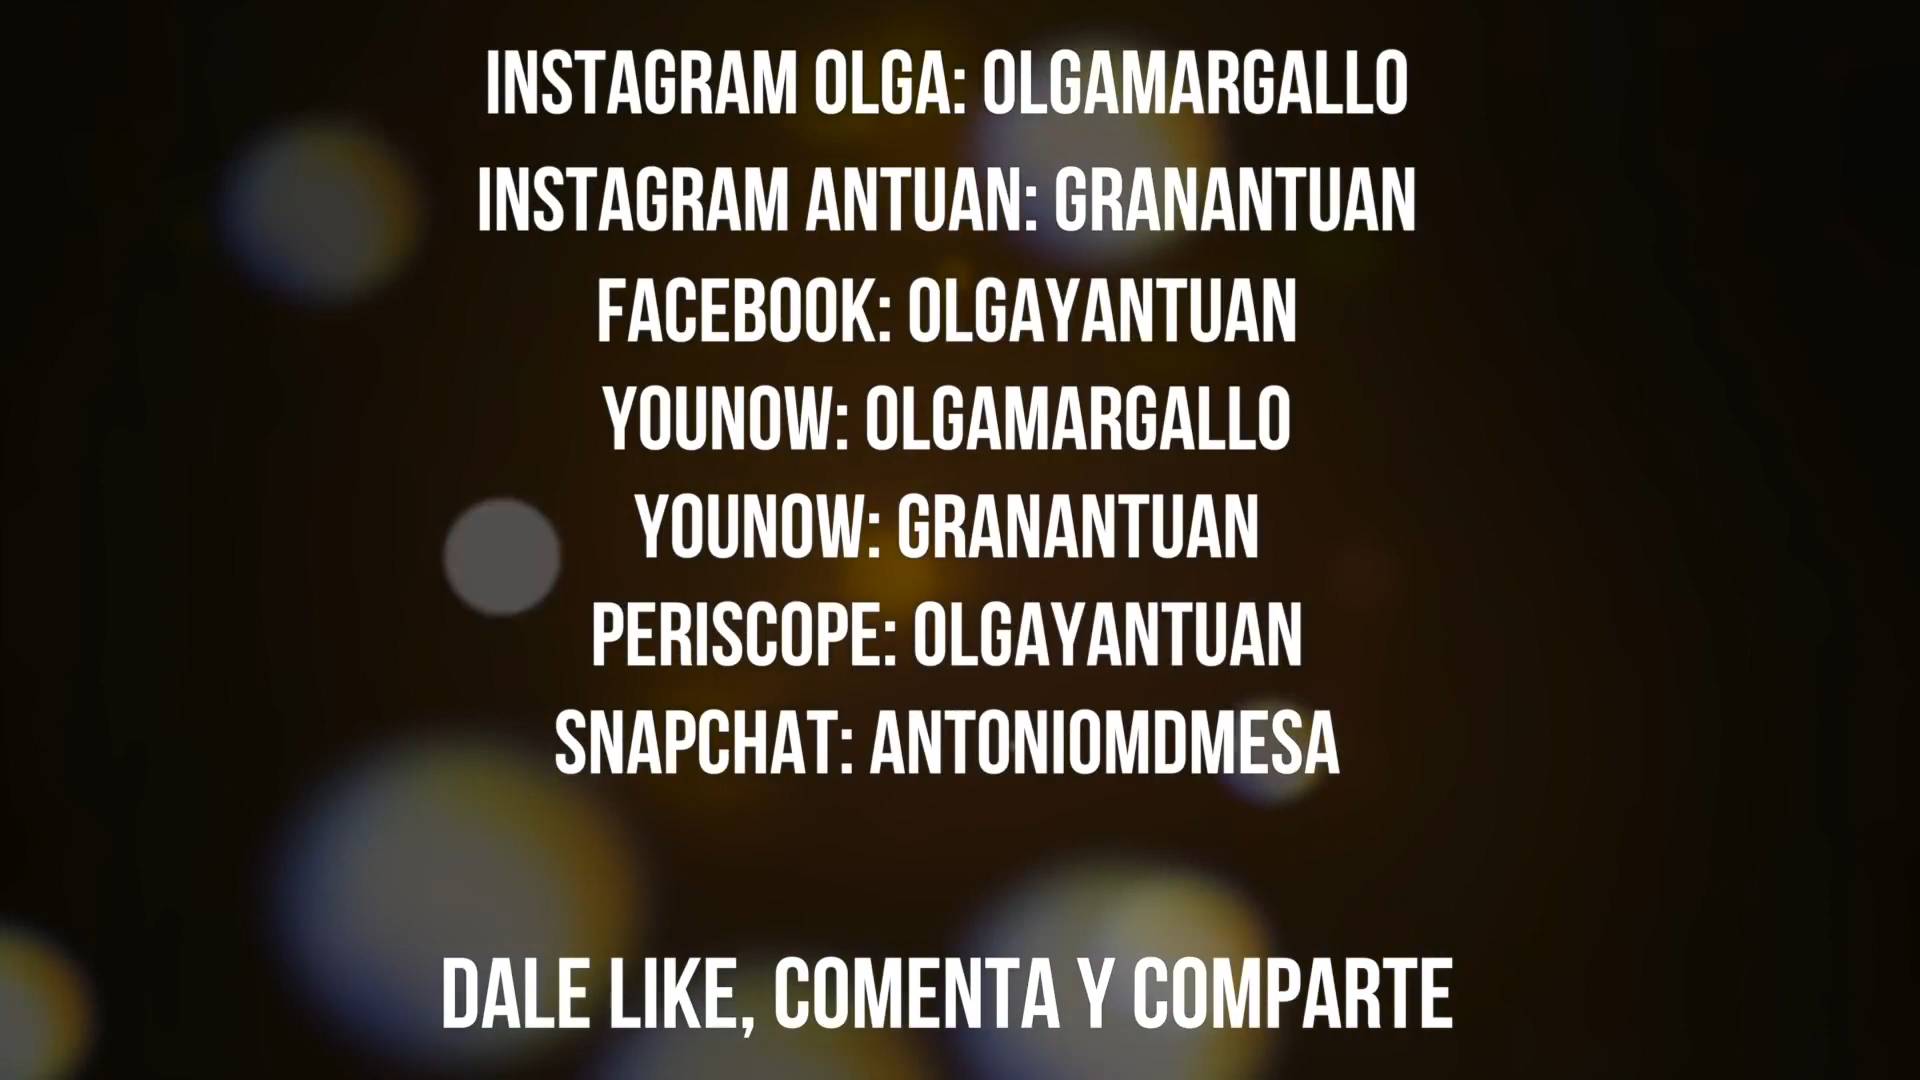 INSTAGRAM OLGA: OLGAMARGALLO
INSTAGRAM ANTUAN: GRANANTUAN
FACEBOOK: OLGAYANTUAN
YOUNOW: OLGAMARGALLO
YOUNOW: GRANANTUAN
PERISCOPE: OLGAYANTUAN
SNAPCHAT: ANTONIOMDMESA
DALE LIKE, COMENTA Y COMPARTE